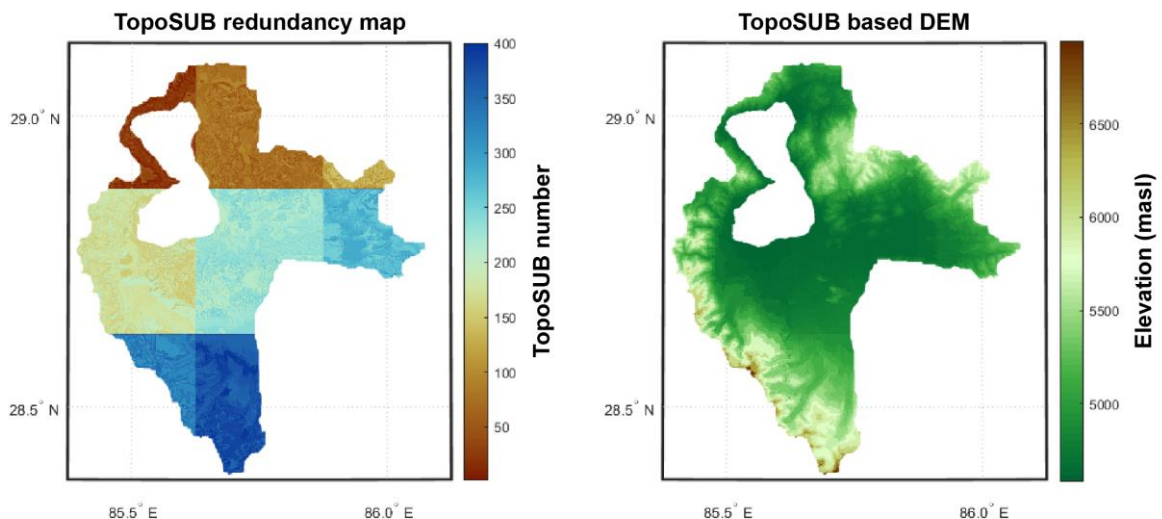 TopoSUB redundancy map
29.0° N
28.5° N
85.5° E
86.0° E
400
350
300
250
200
150
100
50
TopoSUB number
TopoSUB based DEM
29.0° N
28.5° N
85.5° E
86.0° E
6500
6000
5500
5000
Elevation (masl)